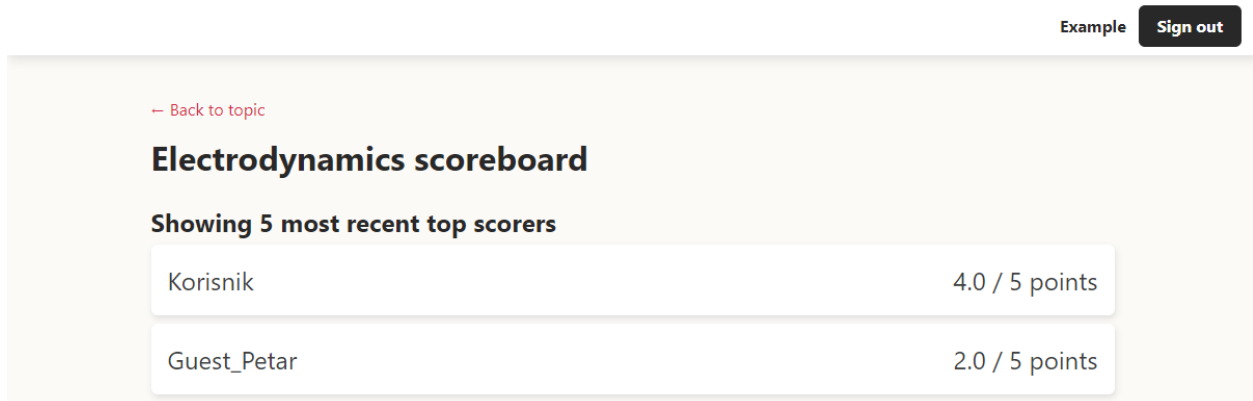 Example Sign out
← Back to topic
Electrodynamics scoreboard
Showing 5 most recent top scorers
Korisnik 4.0 / 5 points
Guest_Petar 2.0 / 5 points